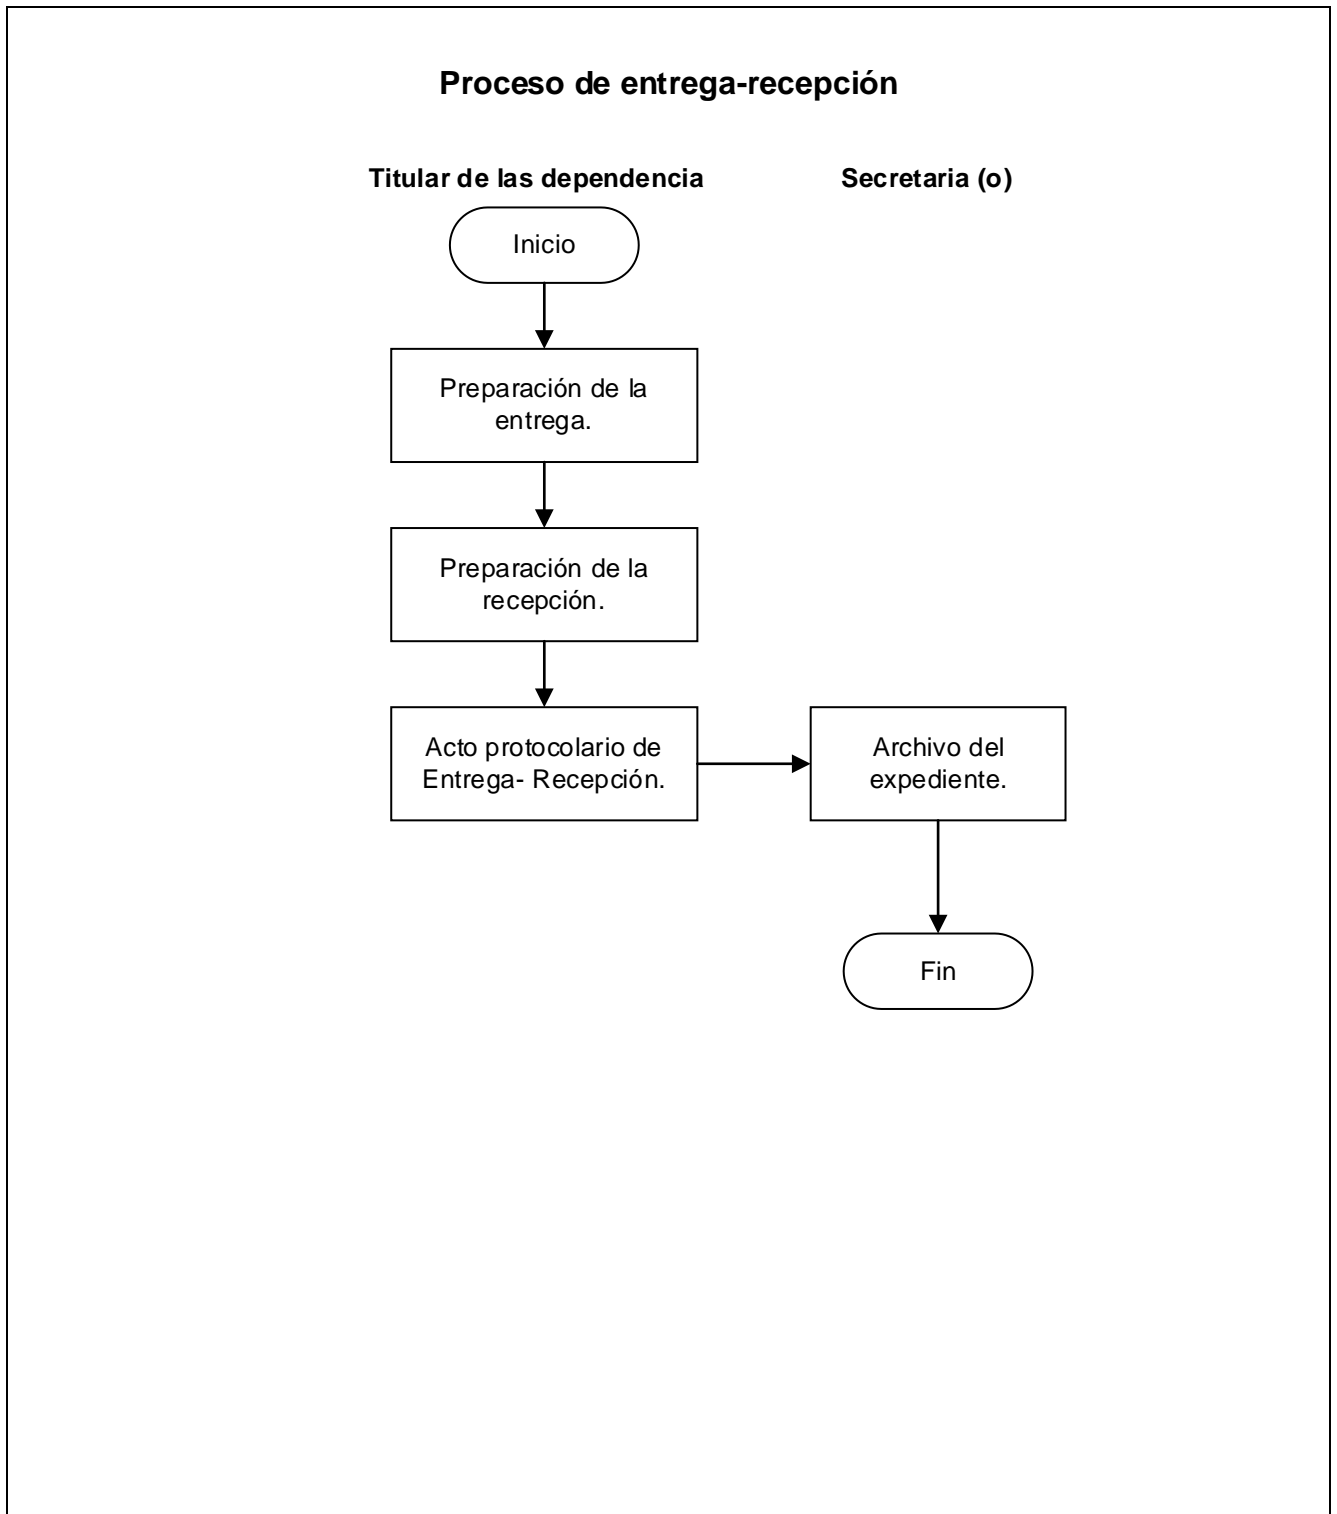 Proceso de entrega-recepción
Titular de las dependencia
Secretaria (o)
Inicio
Preparación de la
entrega.
Preparación de la
recepción.
Acto protocolario de
Entrega- Recepción.
Archivo del
expediente.
Fin